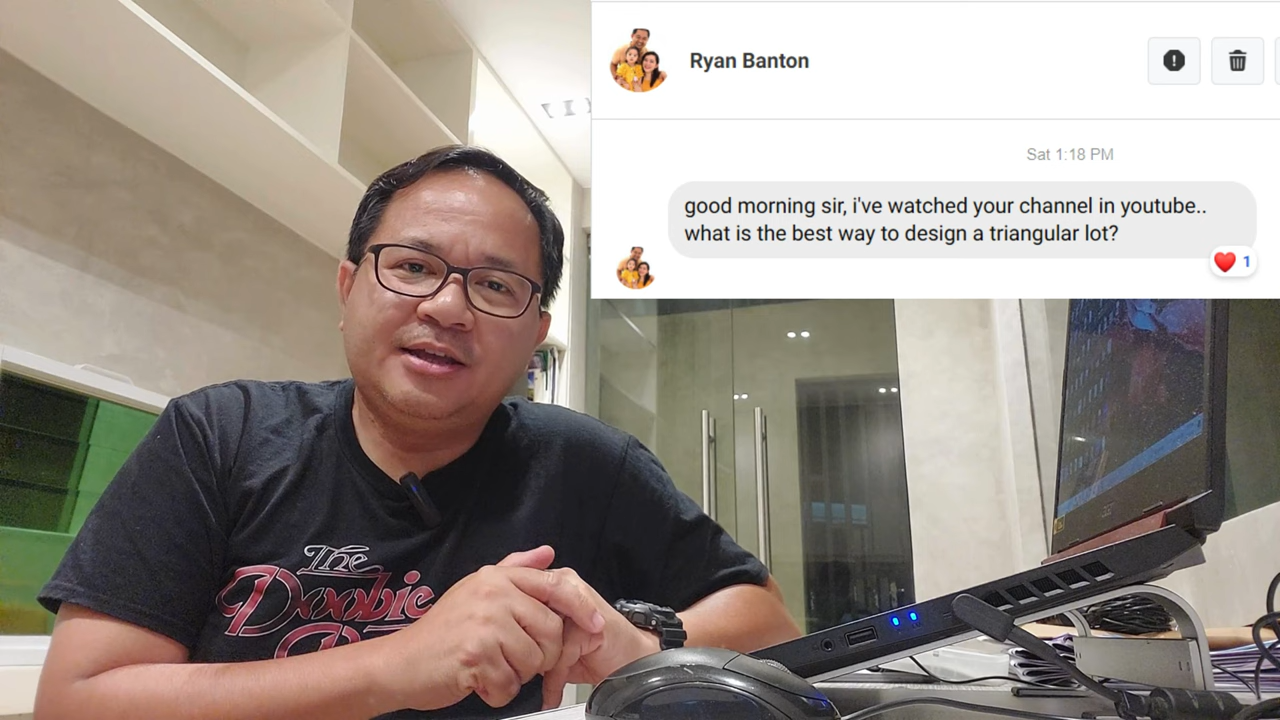 Ryan Banton
Sat 1:18 PM
good morning sir, i've watched your channel in youtube..
what is the best way to design a triangular lot?
1
The
Doobie